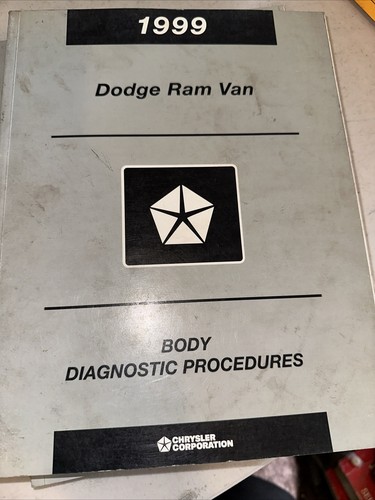 1999
Dodge Ram Van
BODY
DIAGNOSTIC PROCEDURES
CHRYSLER
CORPORATION